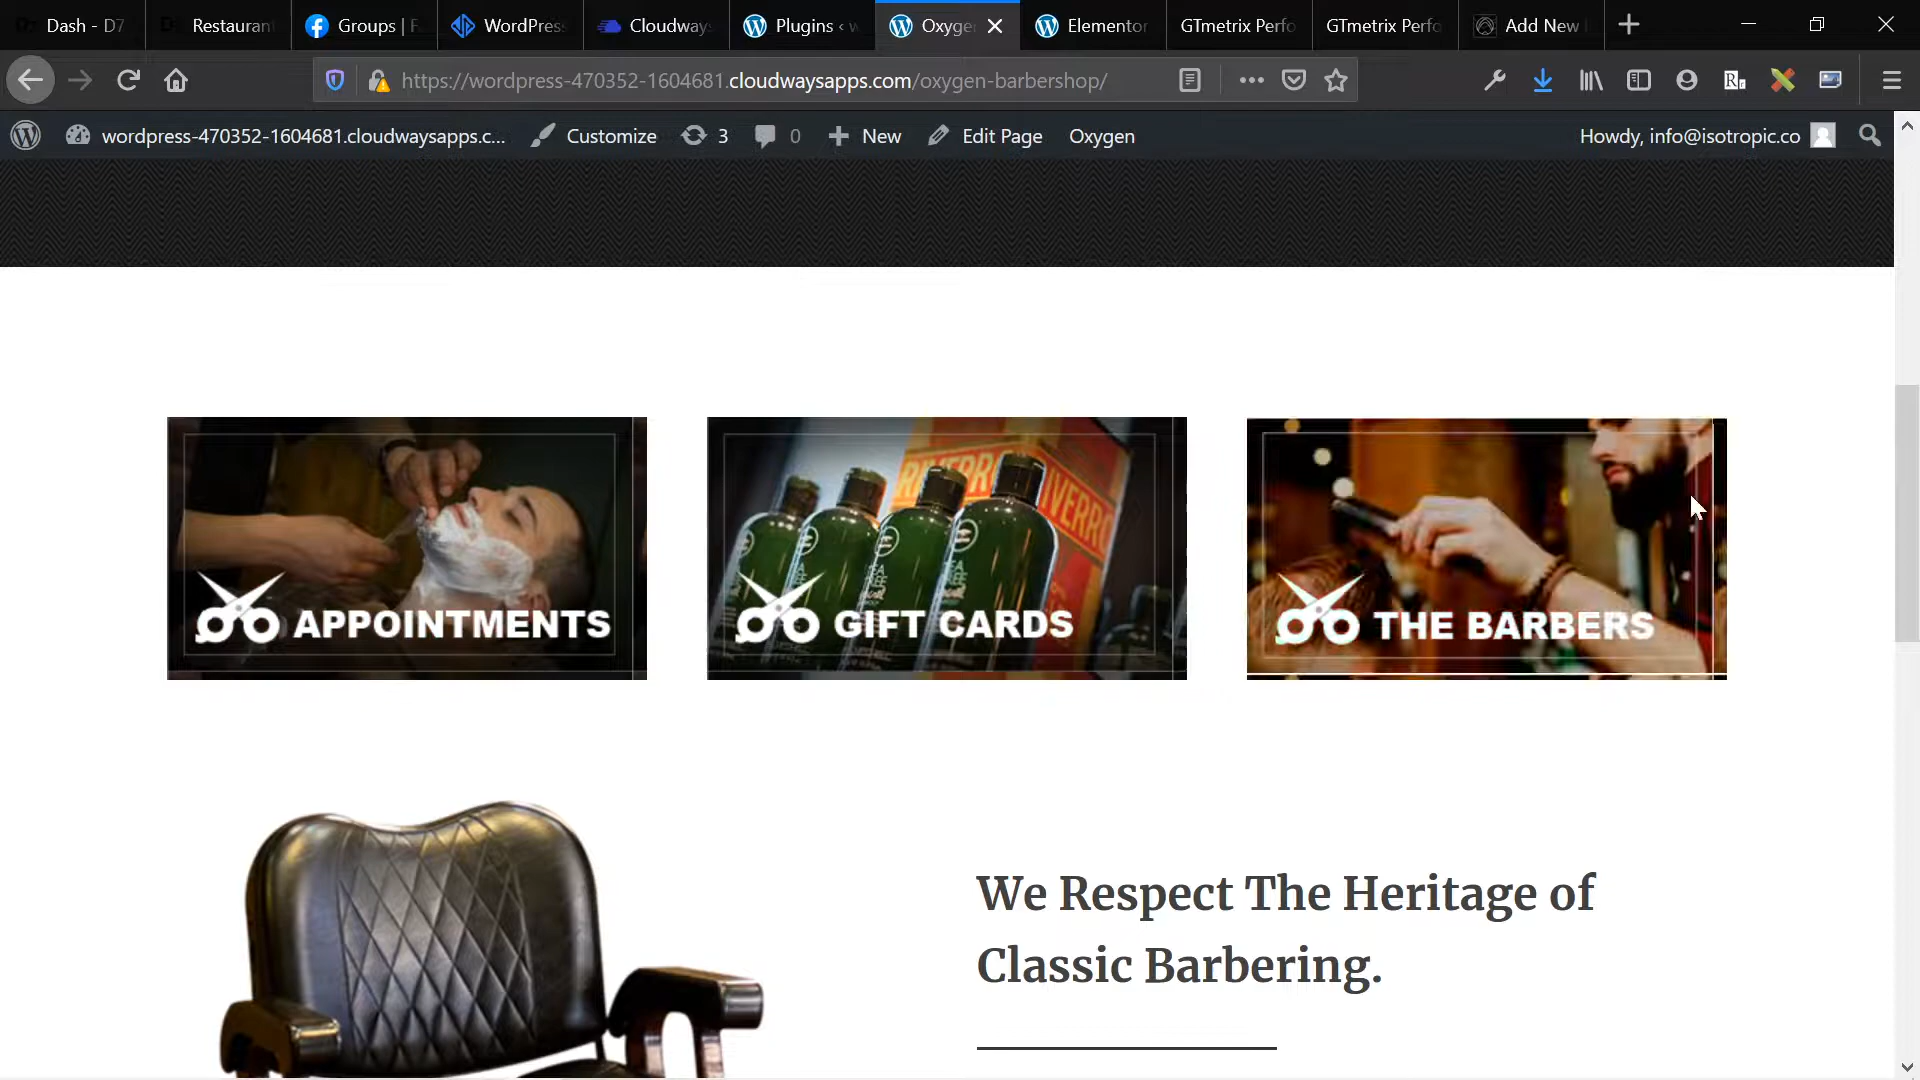 Dash - D7
Restauran
Groups | F
WordPress
Cloudway
Plugins ‹ w
Oxyge
Elementor
GTmetrix Perfo
GTmetrix Perfo
Add New
https://wordpress-470352-1604681.cloudwaysapps.com/oxygen-barbershop/
wordpress-470352-1604681.cloudwaysapps.c...
Customize
3
0
New
Edit Page
Oxygen
Howdy, info@isotropic.co
APPOINTMENTS
GIFT CARDS
THE BARBERS
We Respect The Heritage of
Classic Barbering.